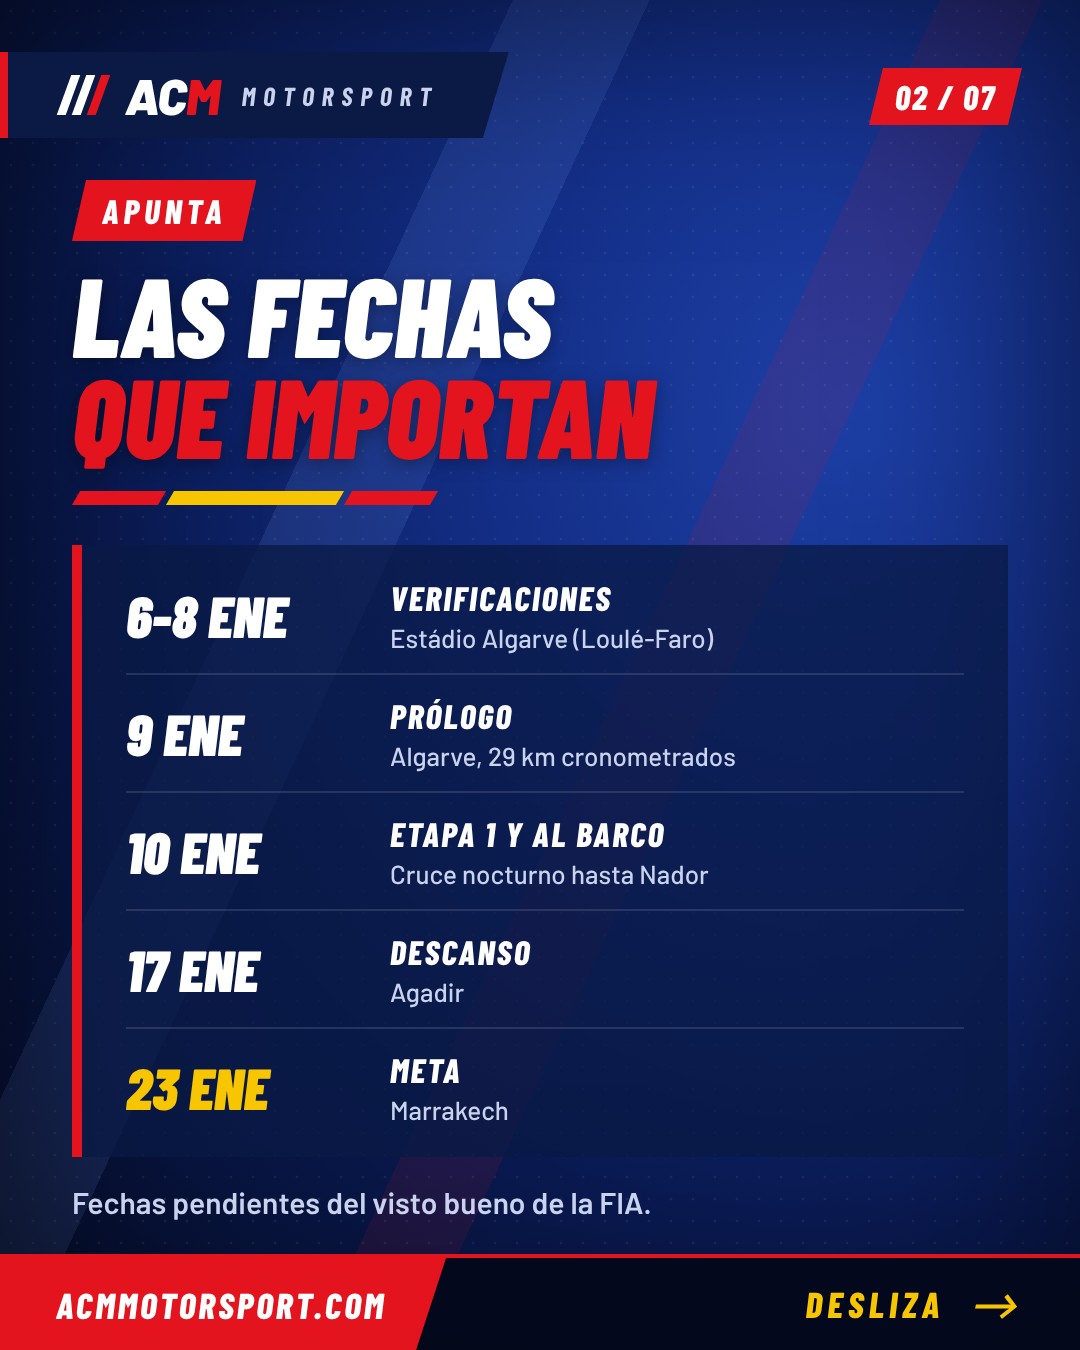 ACM MOTORSPORT
02 / 07
APUNTA
LAS FECHAS
QUE IMPORTAN
6-8 ENE
VERIFICACIONES
Estádio Algarve (Loulé-Faro)
9 ENE
PRÓLOGO
Algarve, 29 km cronometrados
10 ENE
ETAPA 1 Y AL BARCO
Cruce nocturno hasta Nador
17 ENE
DESCANSO
Agadir
23 ENE
META
Marrakech
Fechas pendientes del visto bueno de la FIA.
ACMMOTORSPORT.COM
DESLIZA →